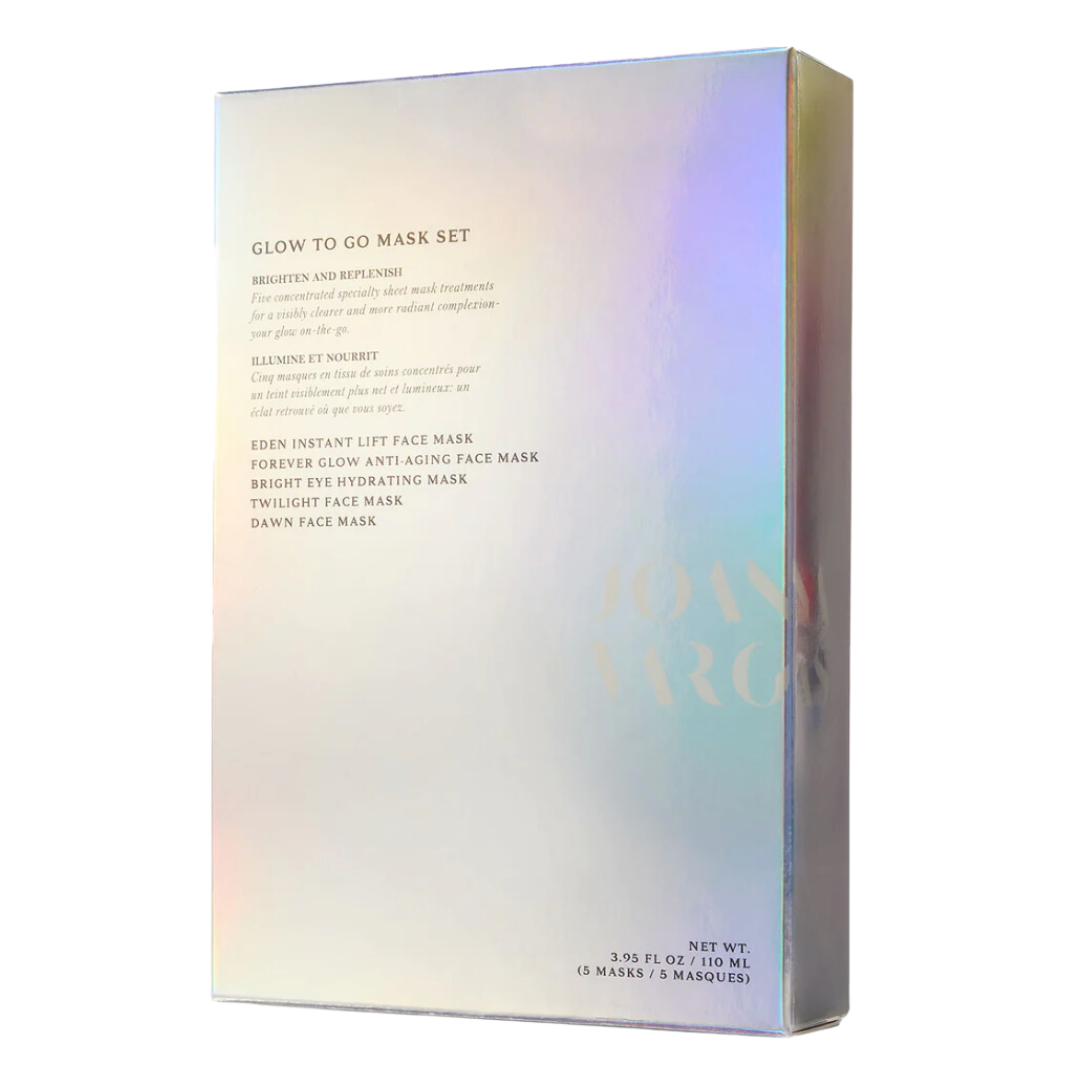 GLOW TO GO MASK SET
BRIGHTEN AND REPLENISH
Five concentrated specialty sheet mask treatments
for a visibly clearer and more radiant complexion-
your glow on-the-go.
ILLUMINE ET NOURRIT
Cinq masques en tissu de soins concentrés pour
un teint visiblement plus net et lumineux: un
éclat retrouvé où que vous soyez.
EDEN INSTANT LIFT FACE MASK
FOREVER GLOW ANTI-AGING FACE MASK
BRIGHT EYE HYDRATING MASK
TWILIGHT FACE MASK
DAWN FACE MASK
JOANNA
VARGAS
NET WT.
3.95 FL OZ / 110 ML
(5 MASKS / 5 MASQUES)